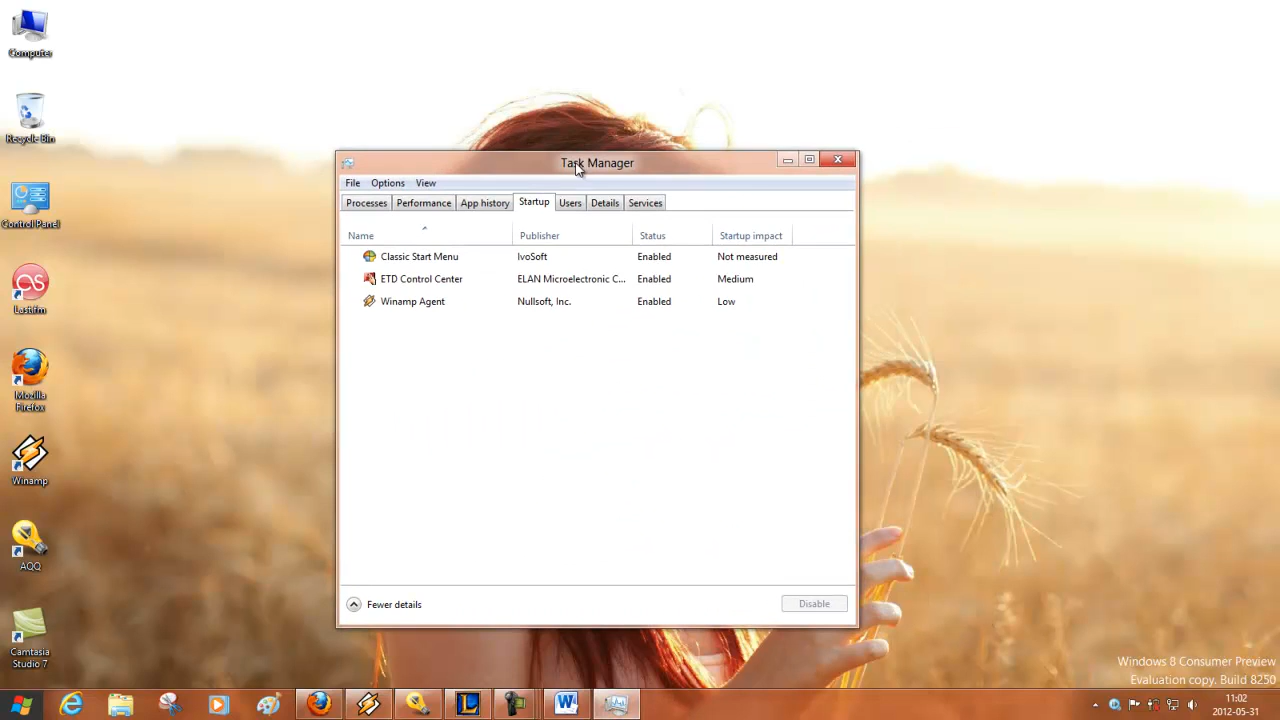 Computer
Recycle Bin
Control Panel
Last.fm
Mozilla
Firefox
Winamp
AQQ
Camtasia
Studio 7
Task Manager
File Options View
Processes Performance App history Startup Users Details Services
Name Publisher Status Startup impact
Classic Start Menu IvoSoft Enabled Not measured
ETD Control Center ELAN Microelectronic C... Enabled Medium
Winamp Agent Nullsoft, Inc. Enabled Low
Fewer details Disable
Windows 8 Consumer Preview
Evaluation copy. Build 8250
11:02
2012-05-31